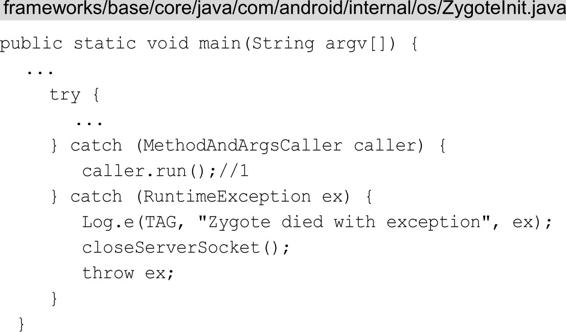 frameworks/base/core/java/com/android/internal/os/ZygoteInit.java
public static void main(String argv[]) {
...
try {
...
} catch (MethodAndArgsCaller caller) {
caller.run();//1
} catch (RuntimeException ex) {
Log.e(TAG, "Zygote died with exception", ex);
closeServerSocket();
throw ex;
}
}